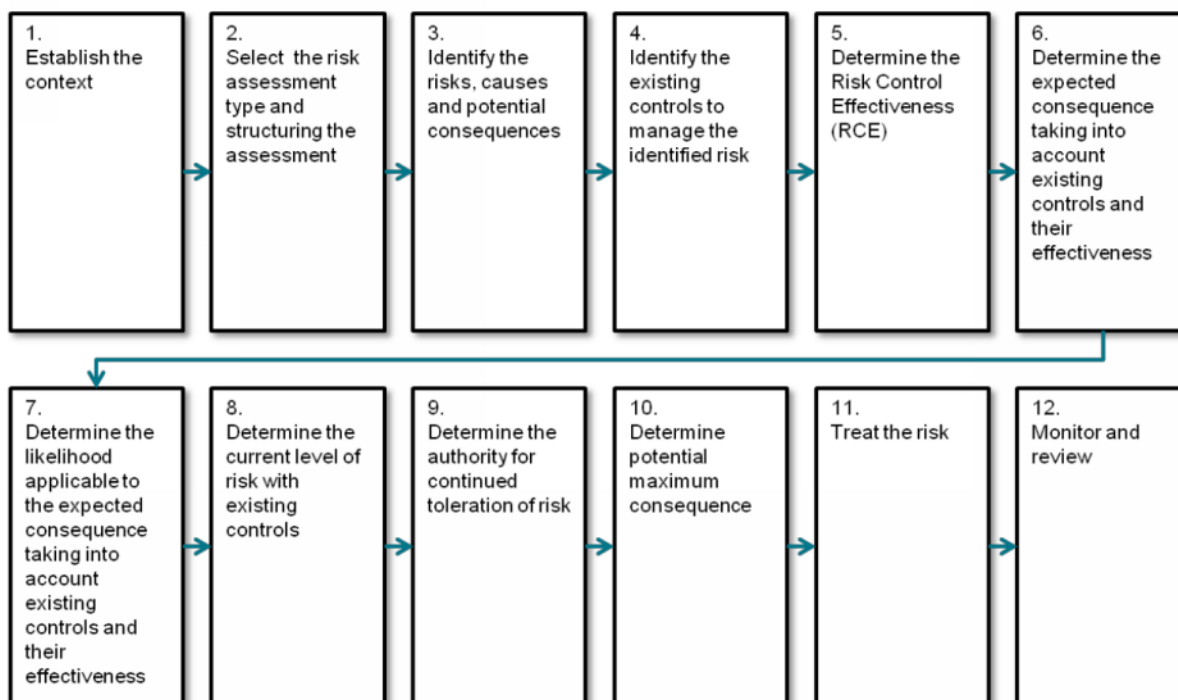 1.
Establish the
context
2.
Select the risk
assessment
type and
structuring the
assessment
3.
Identify the
risks, causes
and potential
consequences
4.
Identify the
existing
controls to
manage the
identified risk
5.
Determine the
Risk Control
Effectiveness
(RCE)
6.
Determine the
expected
consequence
taking into
account
existing
controls and
their
effectiveness
7.
Determine the
likelihood
applicable to
the expected
consequence
taking into
account
existing
controls and
their
effectiveness
8.
Determine the
current level of
risk with
existing
controls
9.
Determine the
authority for
continued
toleration of risk
10.
Determine
potential
maximum
consequence
11.
Treat the risk
12.
Monitor and
review